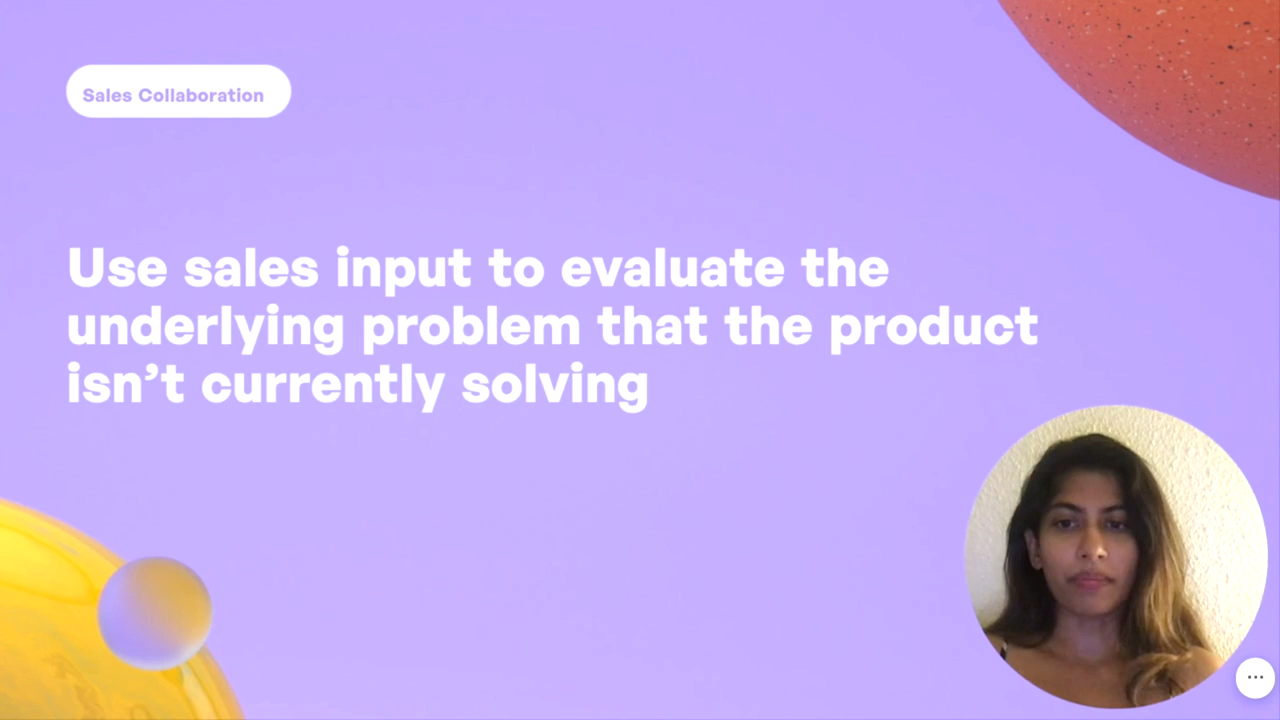 Sales Collaboration
Use sales input to evaluate the
underlying problem that the product
isn’t currently solving